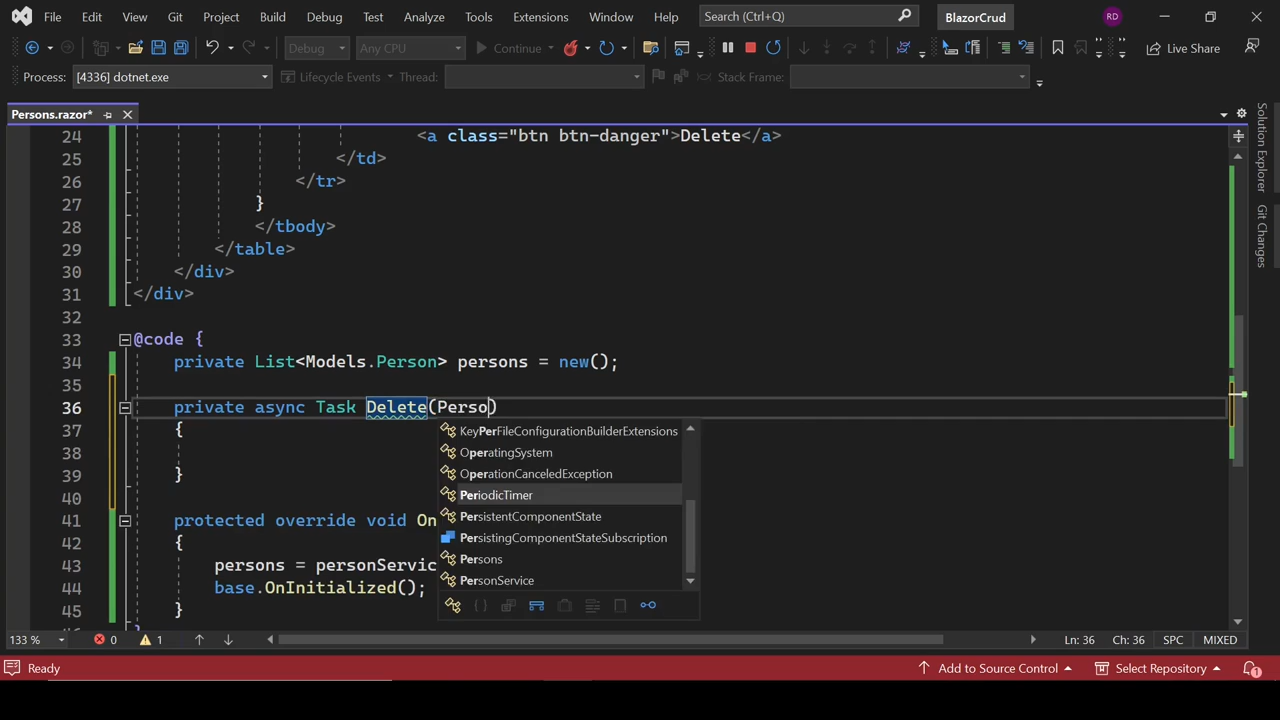 File Edit View Git Project Build Debug Test Analyze Tools Extensions Window Help Search (Ctrl+Q) BlazorCrud RD
Debug Any CPU Continue Live Share
Process: [4336] dotnet.exe Lifecycle Events Thread: Stack Frame:
Persons.razor*
24 <a class="btn btn-danger">Delete</a>
25 </td>
26 </tr>
27 }
28 </tbody>
29 </table>
30 </div>
31 </div>
32
33 @code {
34 private List<Models.Person> persons = new();
35
36 private async Task Delete(Perso)
37 {
KeyPerFileConfigurationBuilderExtensions
38
OperatingSystem
39 }
OperationCanceledException
40
PeriodicTimer
41 protected override void On
PersistentComponentState
42 {
PersistingComponentStateSubscription
43 persons = personServic
Persons
44 base.OnInitialized();
PersonService
45 }
133 % 0 1 Ln: 36 Ch: 36 SPC MIXED
Ready Add to Source Control Select Repository 1
Solution Explorer
Git Changes